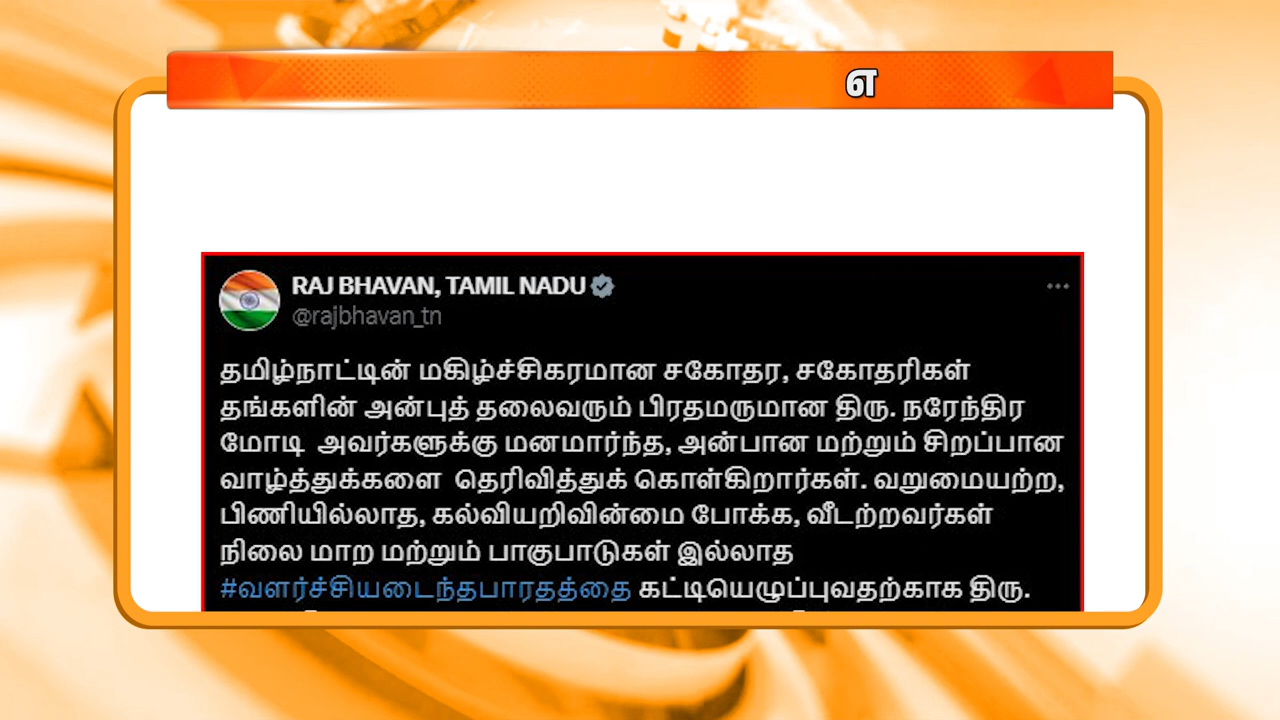 எ
RAJ BHAVAN, TAMIL NADU
@rajbhavan_tn
தமிழ்நாட்டின் மகிழ்ச்சிகரமான சகோதர, சகோதரிகள்
தங்களின் அன்புத் தலைவரும் பிரதமருமான திரு. நரேந்திர
மோடி அவர்களுக்கு மனமார்ந்த, அன்பான மற்றும் சிறப்பான
வாழ்த்துக்களை தெரிவித்துக் கொள்கிறார்கள். வறுமையற்ற,
பிணியில்லாத, கல்வியறிவின்மை போக்க, வீடற்றவர்கள்
நிலை மாற மற்றும் பாகுபாடுகள் இல்லாத
#வளர்ச்சியடைந்தபாரதத்தை கட்டியெழுப்புவதற்காக திரு.